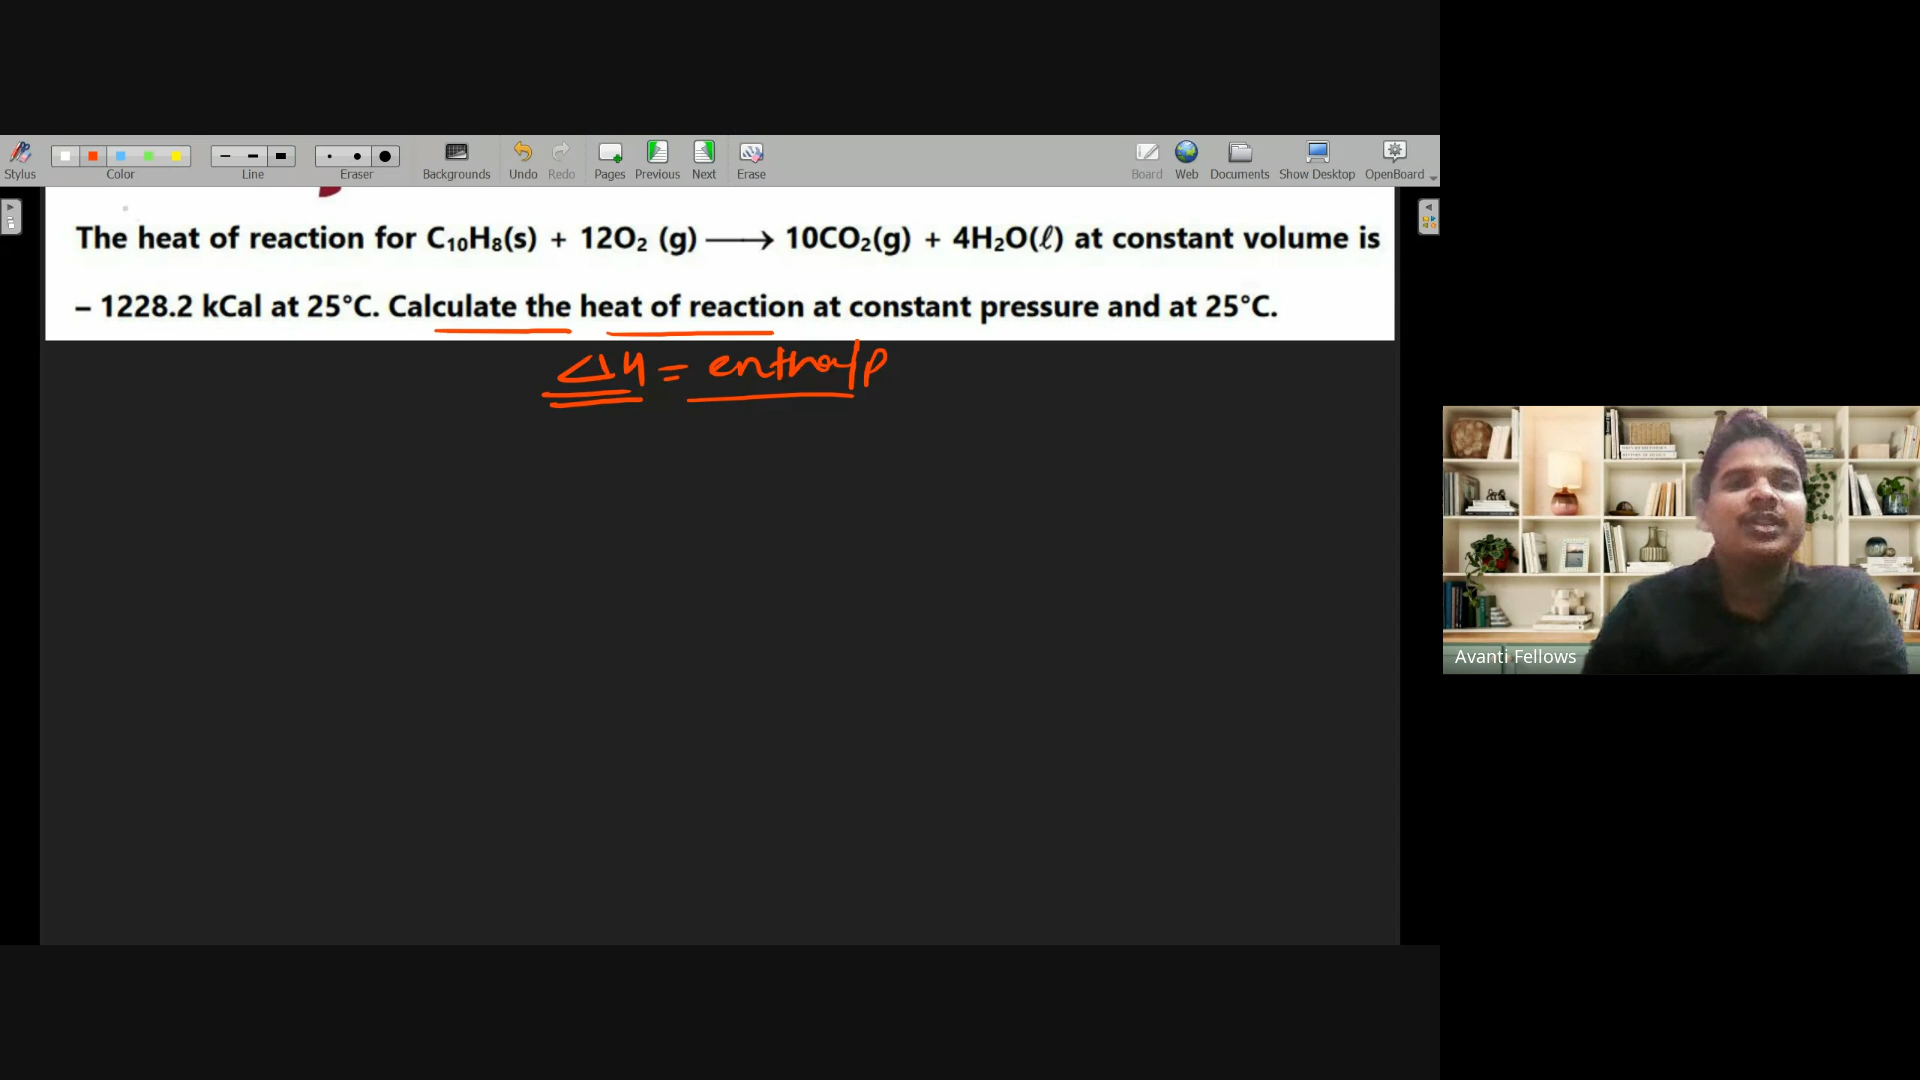 Stylus Color Line Eraser Backgrounds Undo Redo Pages Previous Next Erase Board Web Documents Show Desktop OpenBoard
The heat of reaction for C₁₀H₈(s) + 12O₂ (g) ⟶ 10CO₂(g) + 4H₂O(ℓ) at constant volume is
– 1228.2 kCal at 25°C. Calculate the heat of reaction at constant pressure and at 25°C.
ΔH = enthalp
Avanti Fellows